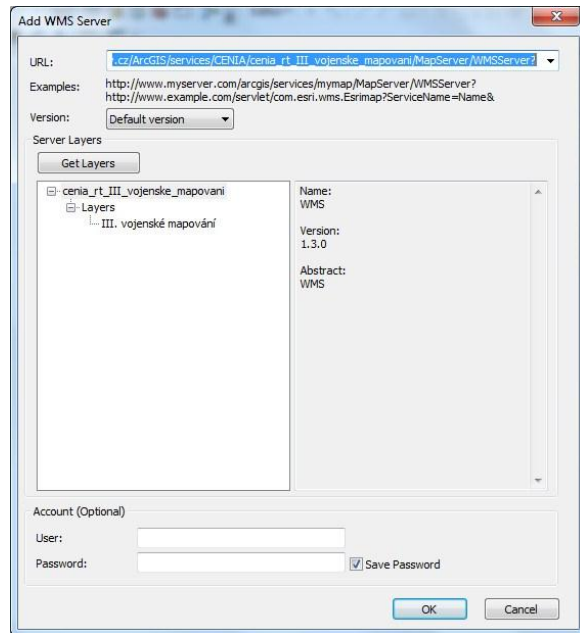 Add WMS Server
URL: .cz/ArcGIS/services/CENIA/cenia_rt_III_vojenske_mapovani/MapServer/WMSServer?
Examples: http://www.myserver.com/arcgis/services/mymap/MapServer/WMSServer?
http://www.example.com/servlet/com.esri.wms.Esrimap?ServiceName=Name&
Version: Default version
Server Layers
Get Layers
cenia_rt_III_vojenske_mapovani
Layers
III. vojenské mapování
Name:
WMS
Version:
1.3.0
Abstract:
WMS
Account (Optional)
User:
Password:
Save Password
OK
Cancel